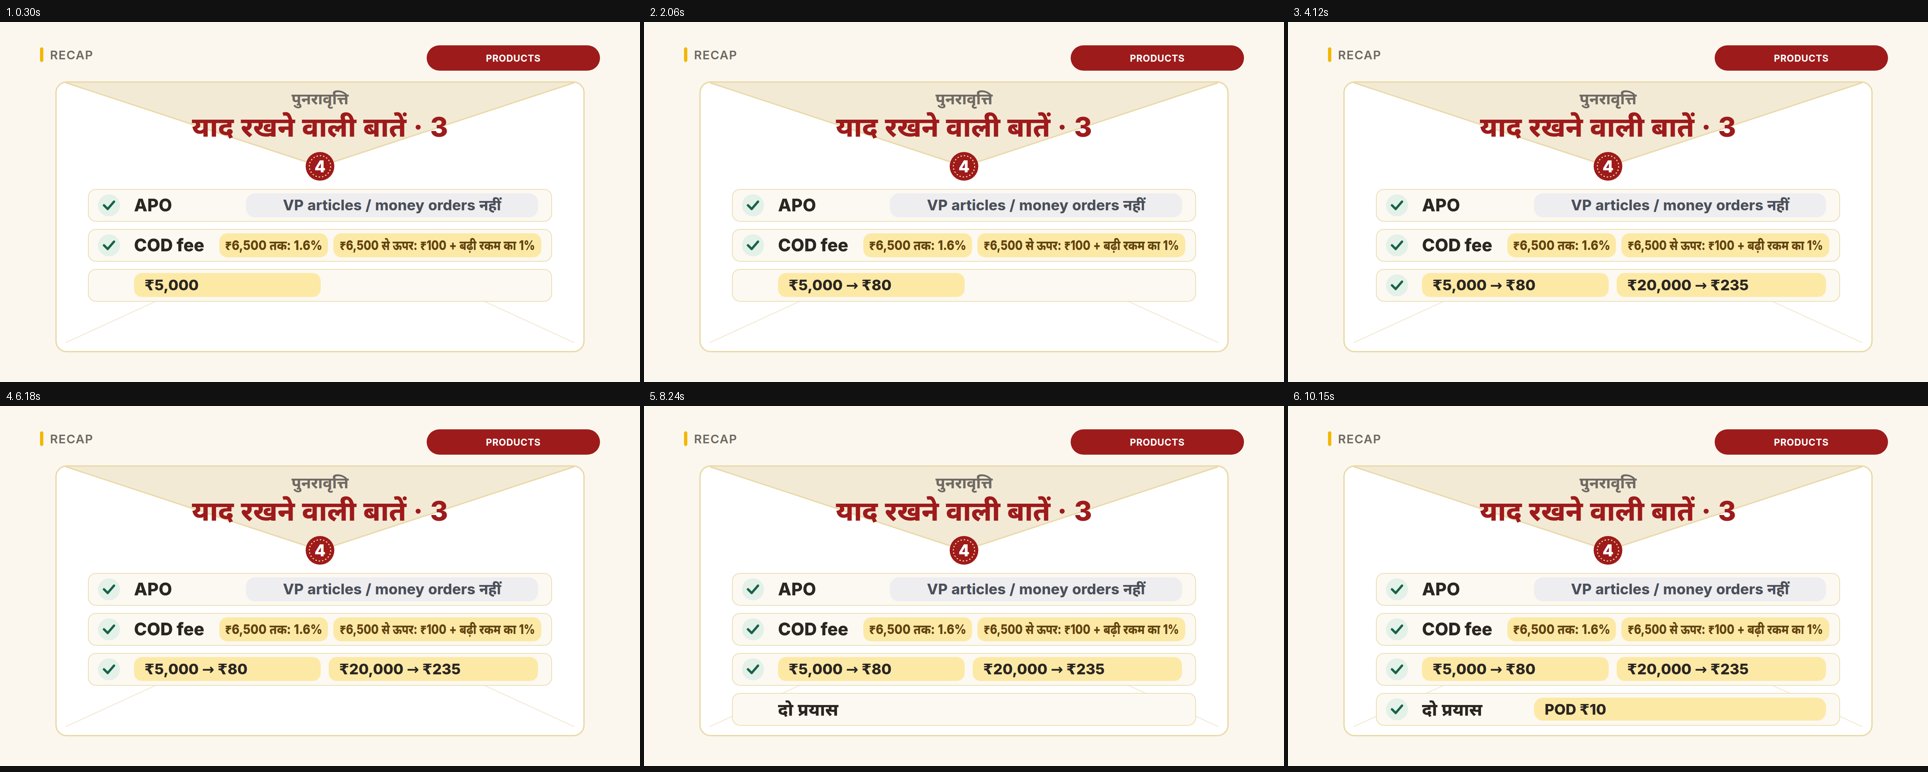 1. 0.30s
RECAP
PRODUCTS
पुनरावृत्ति
याद रखने वाली बातें · 3
4
APO VP articles / money orders नहीं
COD fee ₹6,500 तक: 1.6% ₹6,500 से ऊपर: ₹100 + बढ़ी रकम का 1%
₹5,000
2. 2.06s
RECAP
PRODUCTS
पुनरावृत्ति
याद रखने वाली बातें · 3
4
APO VP articles / money orders नहीं
COD fee ₹6,500 तक: 1.6% ₹6,500 से ऊपर: ₹100 + बढ़ी रकम का 1%
₹5,000 → ₹80
3. 4.12s
RECAP
PRODUCTS
पुनरावृत्ति
याद रखने वाली बातें · 3
4
APO VP articles / money orders नहीं
COD fee ₹6,500 तक: 1.6% ₹6,500 से ऊपर: ₹100 + बढ़ी रकम का 1%
₹5,000 → ₹80 ₹20,000 → ₹235
4. 6.18s
RECAP
PRODUCTS
पुनरावृत्ति
याद रखने वाली बातें · 3
4
APO VP articles / money orders नहीं
COD fee ₹6,500 तक: 1.6% ₹6,500 से ऊपर: ₹100 + बढ़ी रकम का 1%
₹5,000 → ₹80 ₹20,000 → ₹235
5. 8.24s
RECAP
PRODUCTS
पुनरावृत्ति
याद रखने वाली बातें · 3
4
APO VP articles / money orders नहीं
COD fee ₹6,500 तक: 1.6% ₹6,500 से ऊपर: ₹100 + बढ़ी रकम का 1%
₹5,000 → ₹80 ₹20,000 → ₹235
दो प्रयास
6. 10.15s
RECAP
PRODUCTS
पुनरावृत्ति
याद रखने वाली बातें · 3
4
APO VP articles / money orders नहीं
COD fee ₹6,500 तक: 1.6% ₹6,500 से ऊपर: ₹100 + बढ़ी रकम का 1%
₹5,000 → ₹80 ₹20,000 → ₹235
दो प्रयास POD ₹10